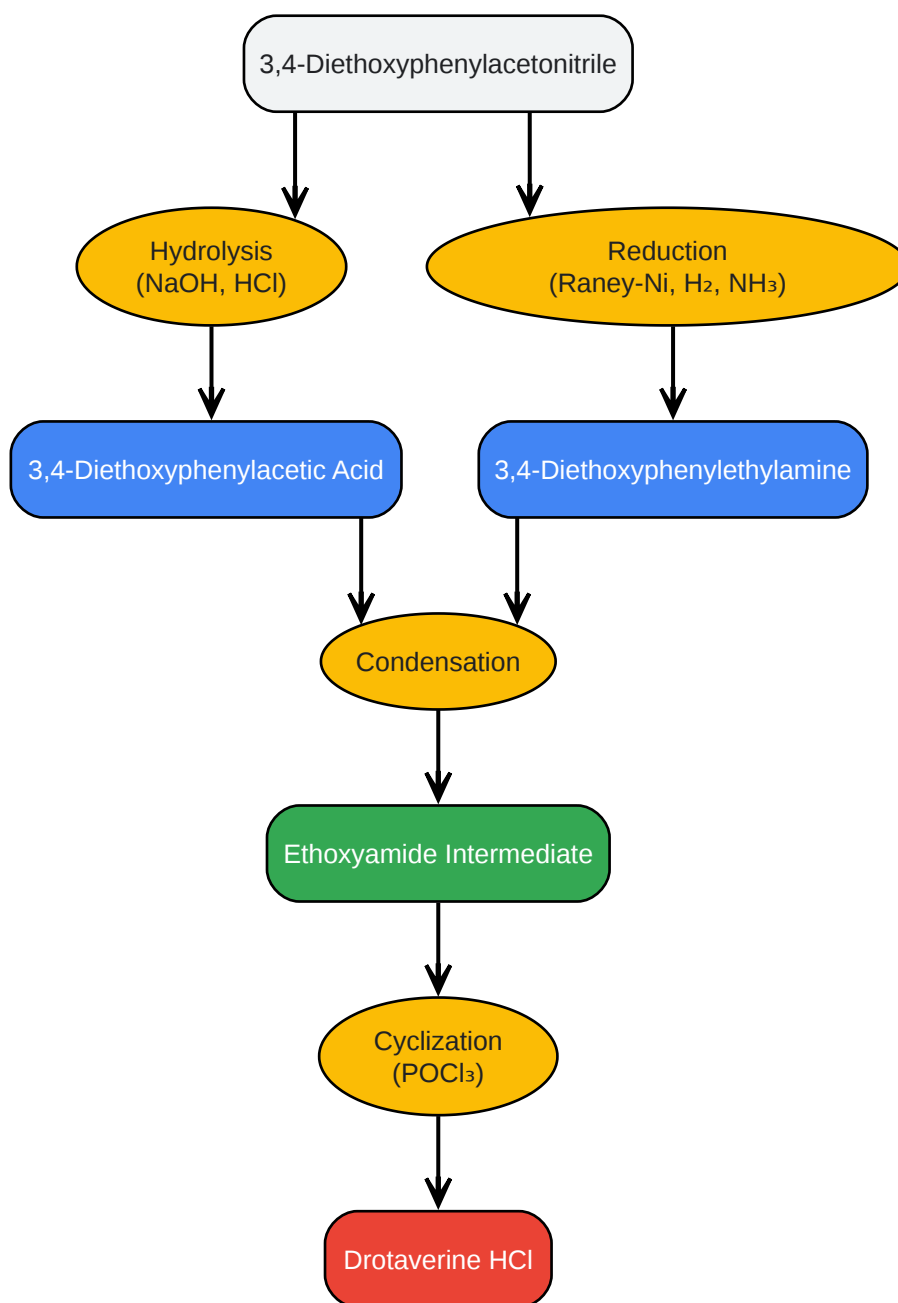 3,4-Diethoxyphenylacetonitrile
Hydrolysis
(NaOH, HCl)
Reduction
(Raney-Ni, H₂, NH₃)
3,4-Diethoxyphenylacetic Acid
3,4-Diethoxyphenylethylamine
Condensation
Ethoxyamide Intermediate
Cyclization
(POCl₃)
Drotaverine HCl